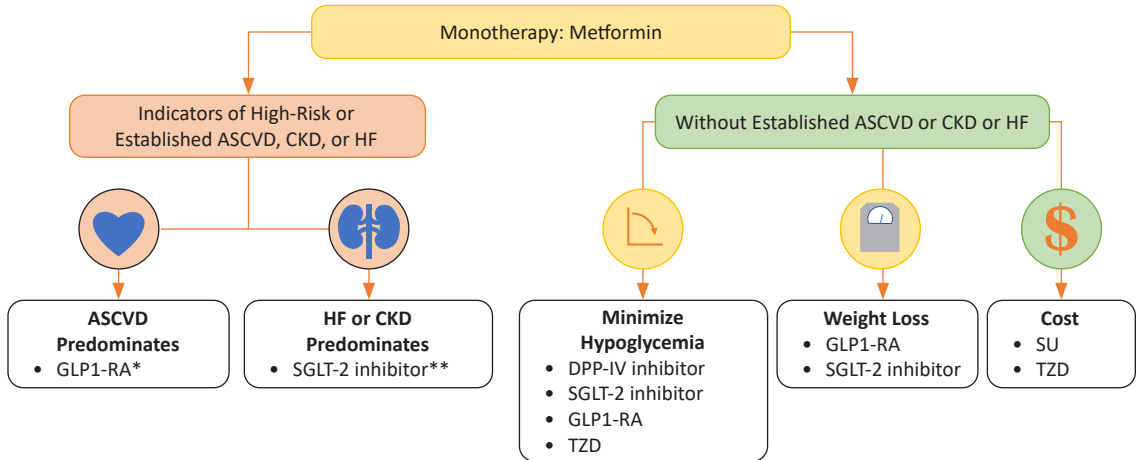 Monotherapy: Metformin
Indicators of High-Risk or
Established ASCVD, CKD, or HF
Without Established ASCVD or CKD or HF
$
ASCVD
Predominates
• GLP1-RA*
HF or CKD
Predominates
• SGLT-2 inhibitor**
Minimize
Hypoglycemia
• DPP-IV inhibitor
• SGLT-2 inhibitor
• GLP1-RA
• TZD
Weight Loss
• GLP1-RA
• SGLT-2 inhibitor
Cost
• SU
• TZD